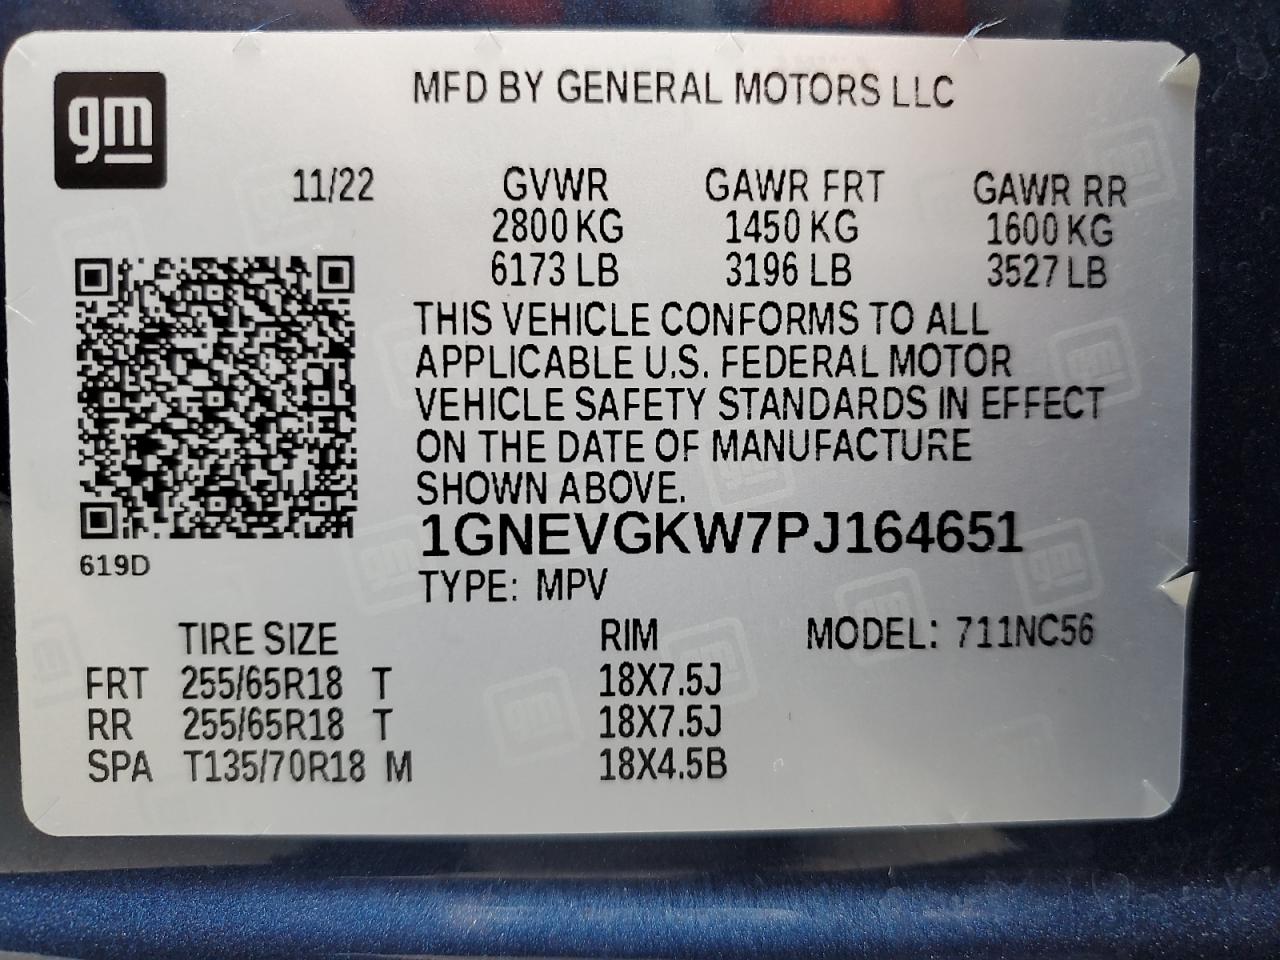 gm
MFD BY GENERAL MOTORS LLC
11/22 GVWR GAWR FRT GAWR RR
2800 KG 1450 KG 1600 KG
6173 LB 3196 LB 3527 LB
THIS VEHICLE CONFORMS TO ALL
APPLICABLE U.S. FEDERAL MOTOR
VEHICLE SAFETY STANDARDS IN EFFECT
ON THE DATE OF MANUFACTURE
SHOWN ABOVE.
1GNEVGKW7PJ164651
619D
TYPE: MPV
TIRE SIZE RIM MODEL: 711NC56
FRT 255/65R18 T 18X7.5J
RR 255/65R18 T 18X7.5J
SPA T135/70R18 M 18X4.5B